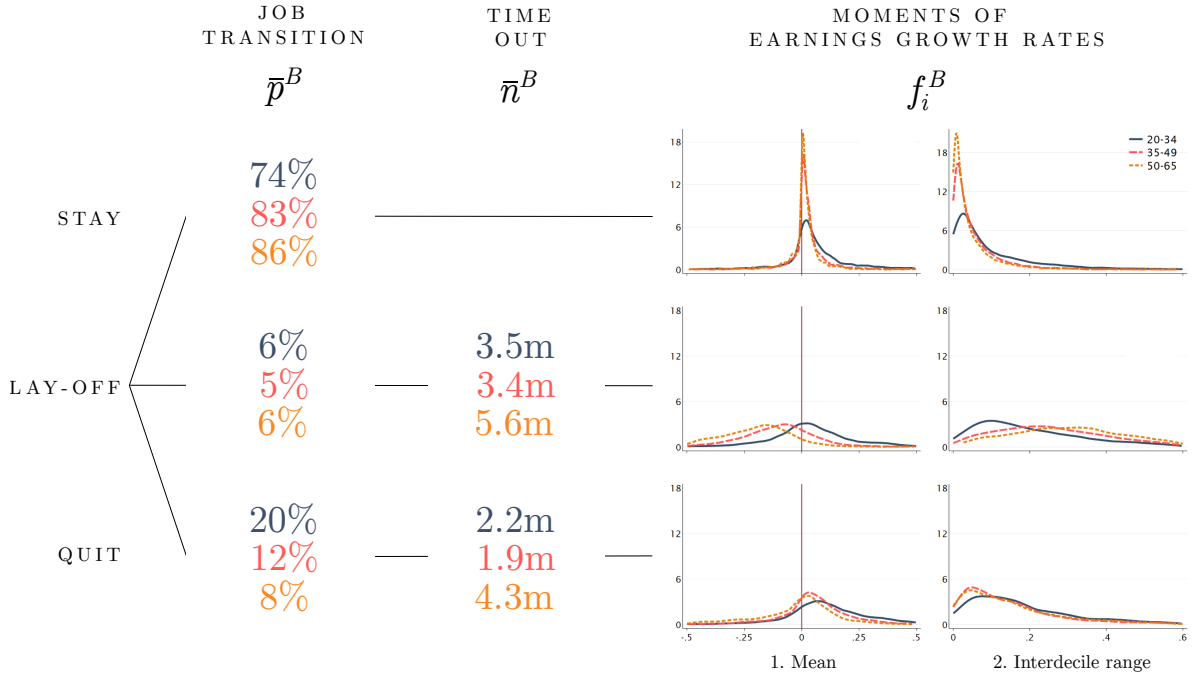 JOB
TRANSITION
TIME
OUT
MOMENTS OF
EARNINGS GROWTH RATES
p̄^B
n̄^B
f_i^B
STAY
74%
83%
86%
18
12
6
0
18
12
6
0
20-34
35-49
50-65
LAY-OFF
6%
5%
6%
3.5m
3.4m
5.6m
18
12
6
0
18
12
6
0
QUIT
20%
12%
8%
2.2m
1.9m
4.3m
18
12
6
0
-.5 -.25 0 .25 .5
18
12
6
0
0 .2 .4 .6
1. Mean
2. Interdecile range